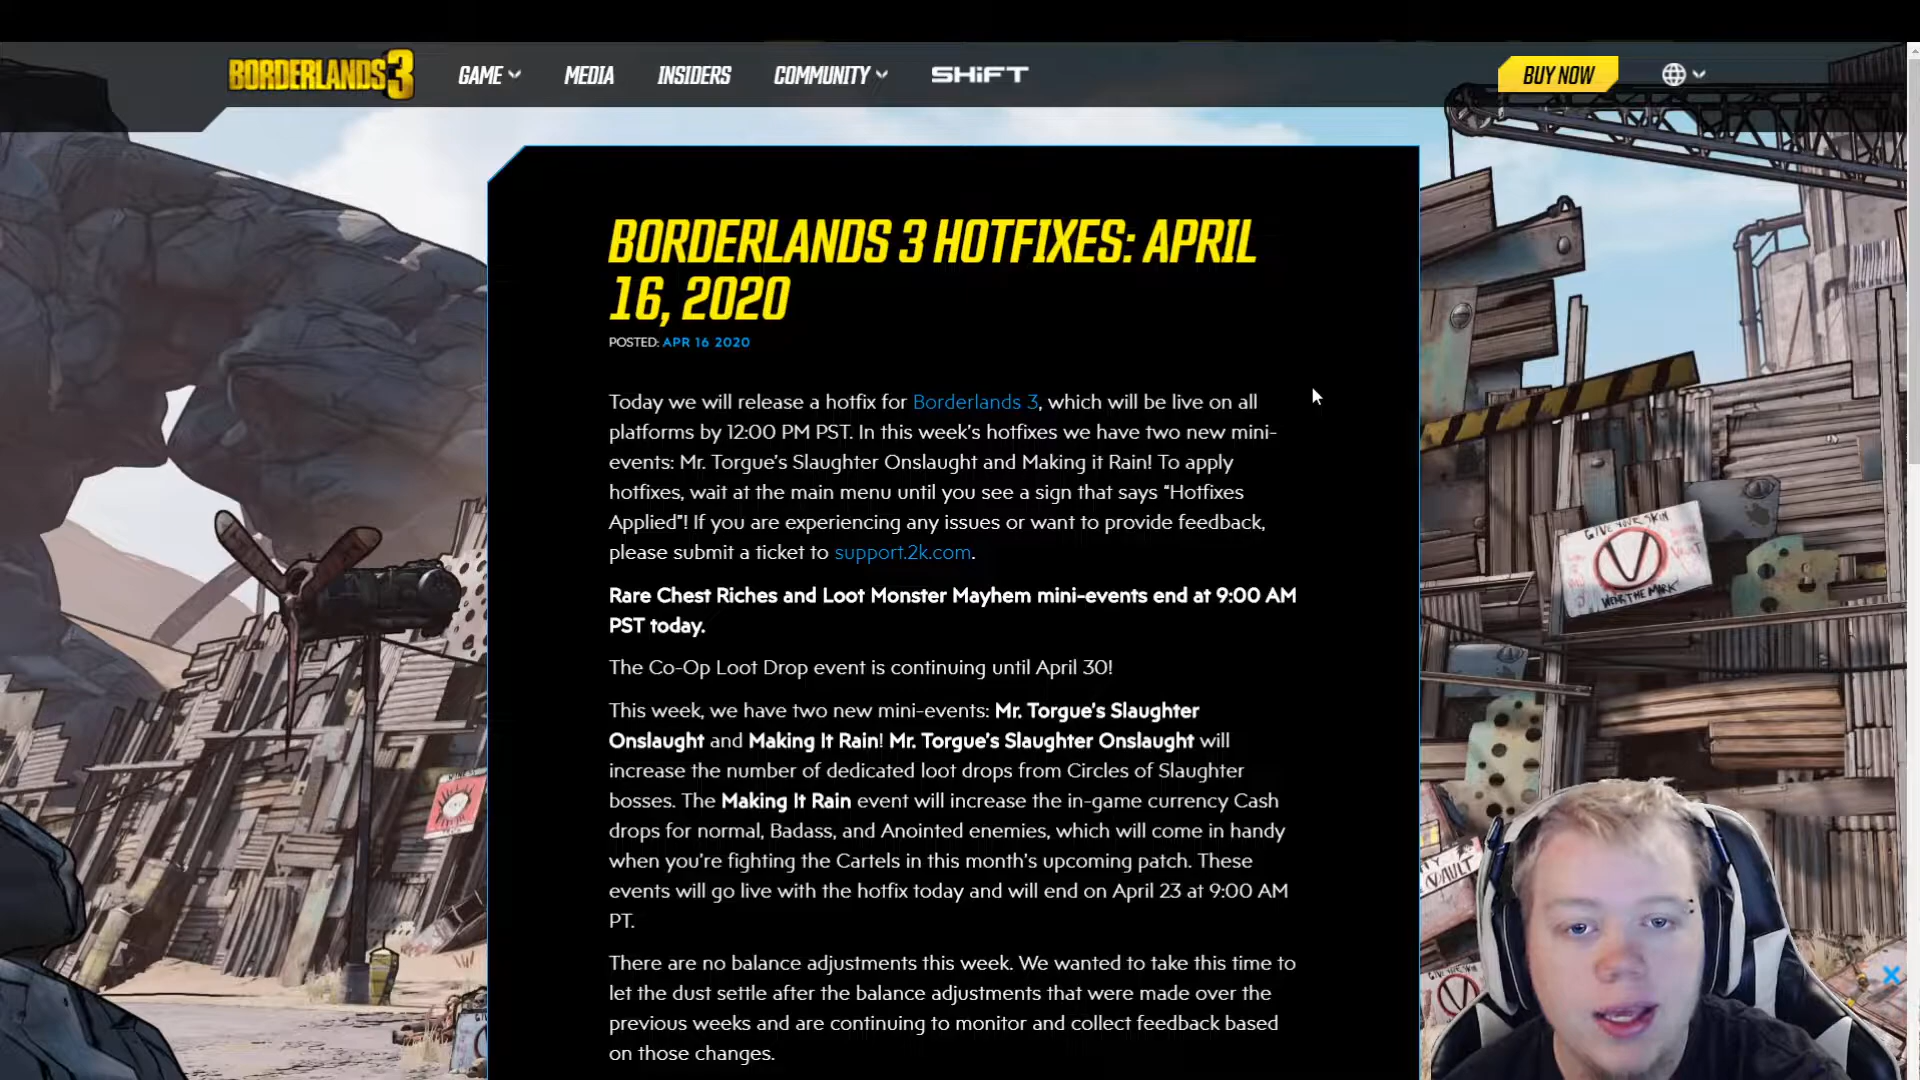 BORDERLANDS 3 GAME MEDIA INSIDERS COMMUNITY SHiFT BUY NOW
BORDERLANDS 3 HOTFIXES: APRIL
16, 2020
POSTED: APR 16 2020
Today we will release a hotfix for Borderlands 3, which will be live on all
platforms by 12:00 PM PST. In this week's hotfixes we have two new mini-
events: Mr. Torgue's Slaughter Onslaught and Making it Rain! To apply
hotfixes, wait at the main menu until you see a sign that says “Hotfixes
Applied”! If you are experiencing any issues or want to provide feedback,
please submit a ticket to support.2k.com.
Rare Chest Riches and Loot Monster Mayhem mini-events end at 9:00 AM
PST today.
The Co-Op Loot Drop event is continuing until April 30!
This week, we have two new mini-events: Mr. Torgue's Slaughter
Onslaught and Making It Rain! Mr. Torgue's Slaughter Onslaught will
increase the number of dedicated loot drops from Circles of Slaughter
bosses. The Making It Rain event will increase the in-game currency Cash
drops for normal, Badass, and Anointed enemies, which will come in handy
when you're fighting the Cartels in this month's upcoming patch. These
events will go live with the hotfix today and will end on April 23 at 9:00 AM
PT.
There are no balance adjustments this week. We wanted to take this time to
let the dust settle after the balance adjustments that were made over the
previous weeks and are continuing to monitor and collect feedback based
on those changes.
GIVE YOUR SKIN
WEAR THE MARK
VAULT